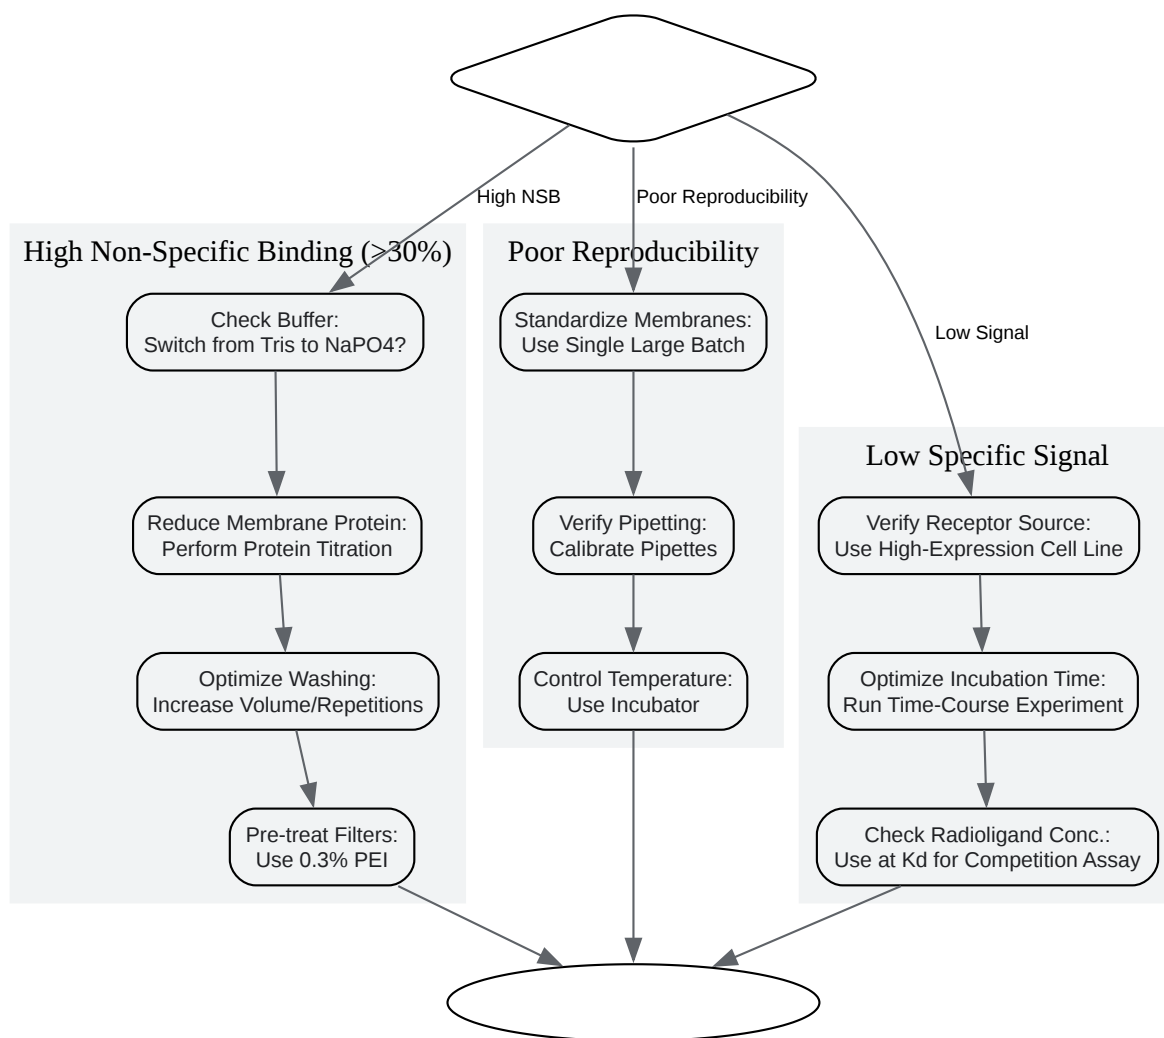 High NSB
Poor Reproducibility
Low Signal
High Non-Specific Binding (>30%)
Check Buffer:
Switch from Tris to NaPO4?
Reduce Membrane Protein:
Perform Protein Titration
Optimize Washing:
Increase Volume/Repetitions
Pre-treat Filters:
Use 0.3% PEI
Poor Reproducibility
Standardize Membranes:
Use Single Large Batch
Verify Pipetting:
Calibrate Pipettes
Control Temperature:
Use Incubator
Low Specific Signal
Verify Receptor Source:
Use High-Expression Cell Line
Optimize Incubation Time:
Run Time-Course Experiment
Check Radioligand Conc.:
Use at Kd for Competition Assay